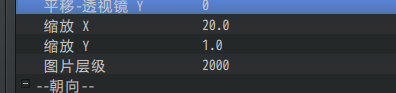 平移-透视镜 Y 0
缩放 X 20.0
缩放 Y 1.0
图片层级 2000
--朝向--